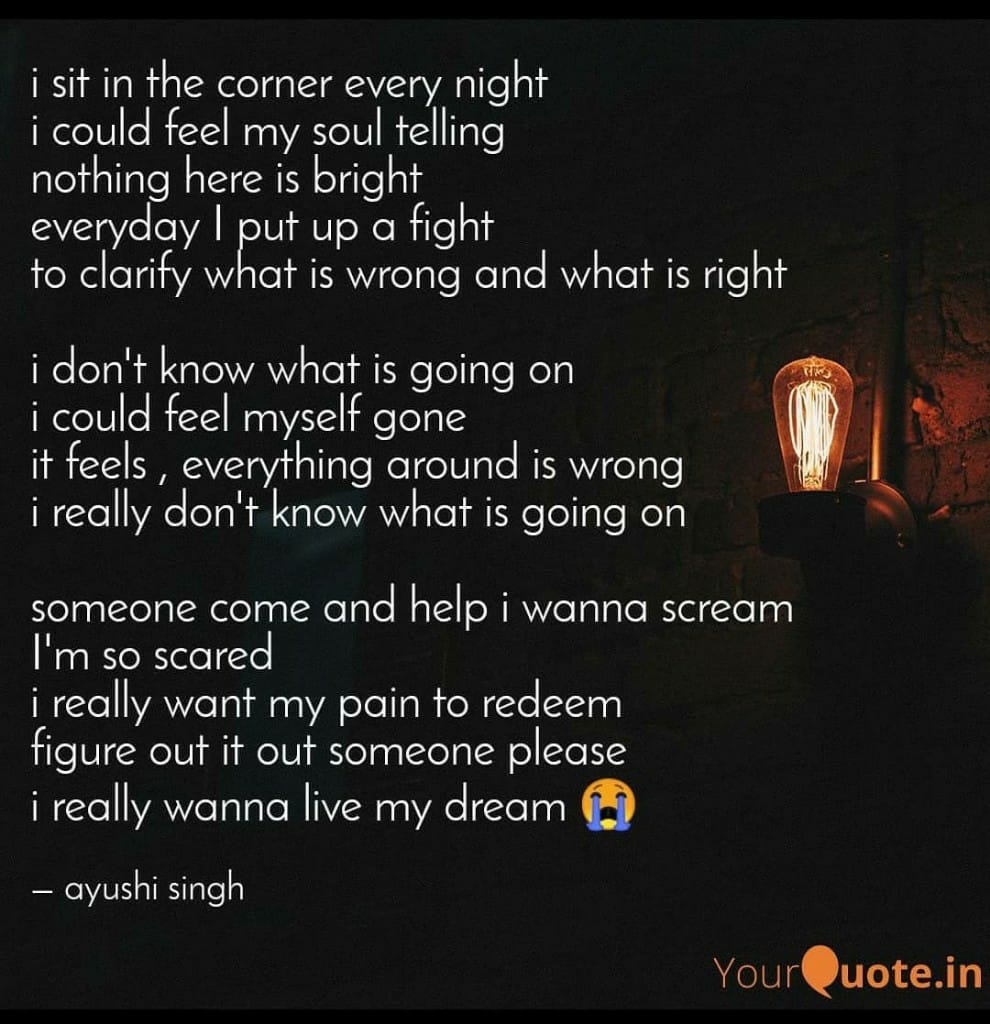 i sit in the corner every night
i could feel my soul telling
nothing here is bright
everyday I put up a fight
to clarify what is wrong and what is right
i don't know what is going on
i could feel myself gone
it feels , everything around is wrong
i really don't know what is going on
someone come and help i wanna scream
I'm so scared
i really want my pain to redeem
figure out it out someone please
i really wanna live my dream 😭
– ayushi singh
YourQuote.in